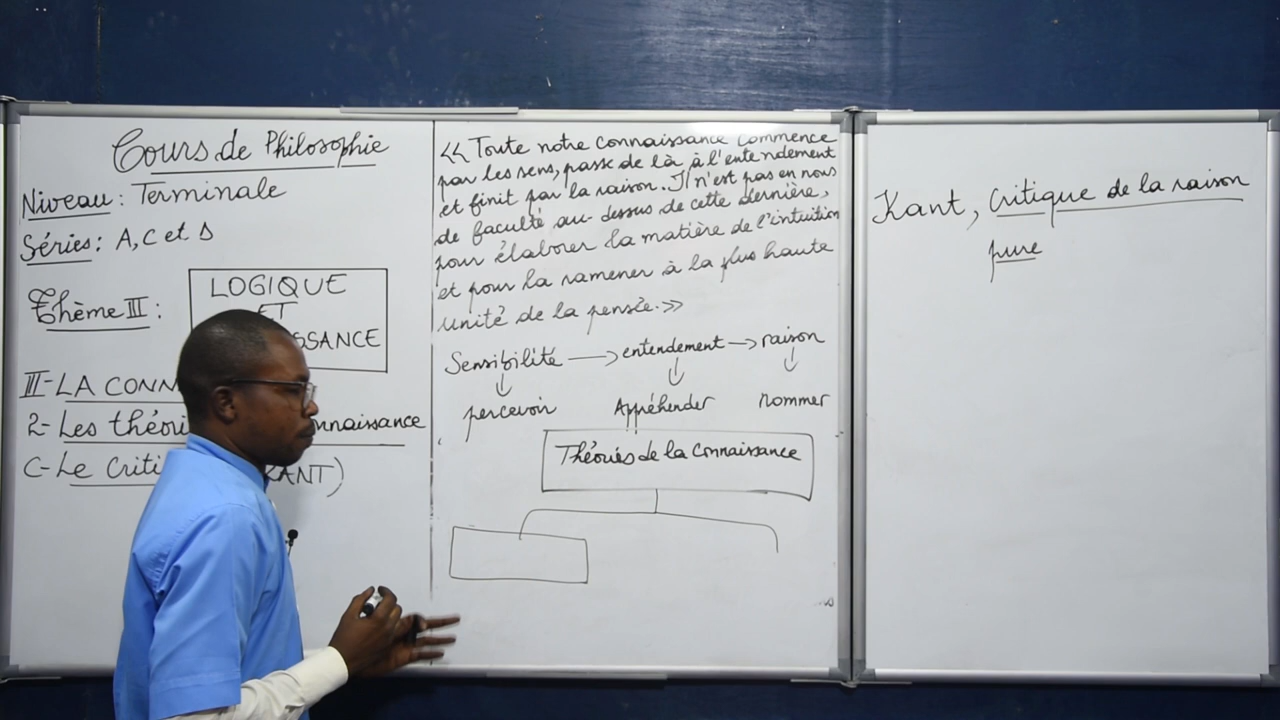 Cours de Philosophie
Niveau : Terminale
Séries : A, C et D
Thème III :
LOGIQUE
ET
SSANCE
III- LA CONN
2- Les théori nnaissance
C- Le Criti KANT)
<< Toute notre connaissance commence
par les sens, passe de là à l'entendement
et finit par la raison. Il n'est pas en nous
de faculté au-dessus de cette dernière,
pour élaborer la matière de l'intuition
et pour la ramener à la plus haute
unité de la pensée. >>
Sensibilité → entendement → raison
percevoir Appréhender nommer
Théories de la Connaissance
Kant, Critique de la raison
pure